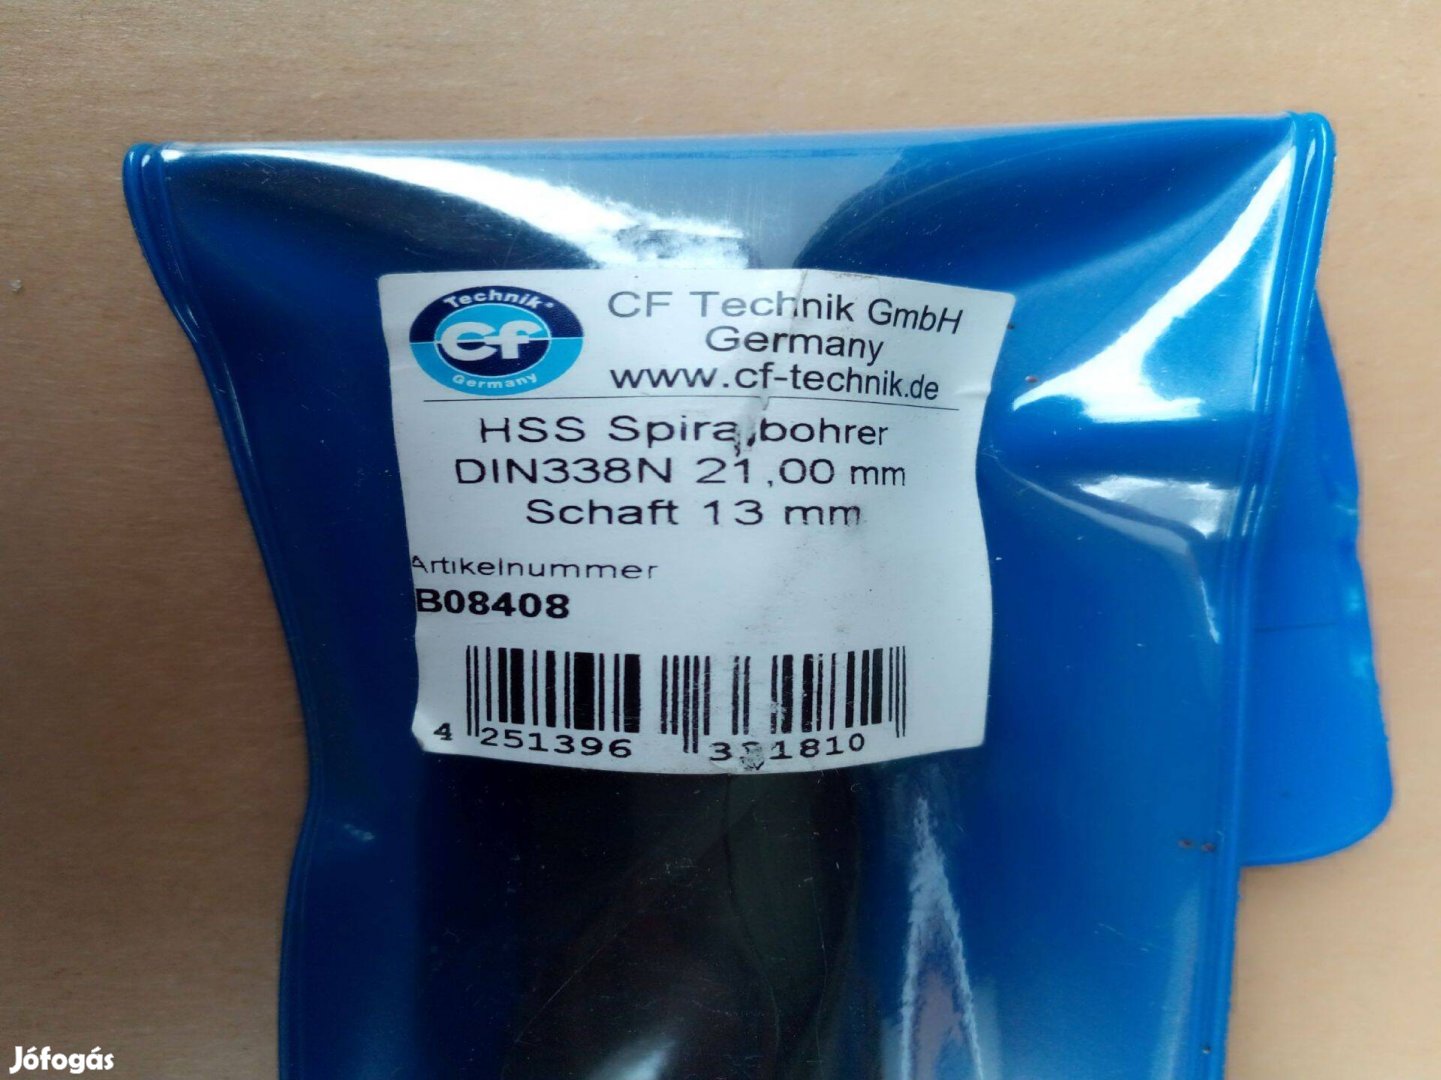 Technik®
cf
Germany
CF Technik GmbH
Germany
www.cf-technik.de
HSS Spiralbohrer
DIN338N 21,00 mm
Schaft 13 mm
Artikelnummer
B08408
4 251396
Jófogás